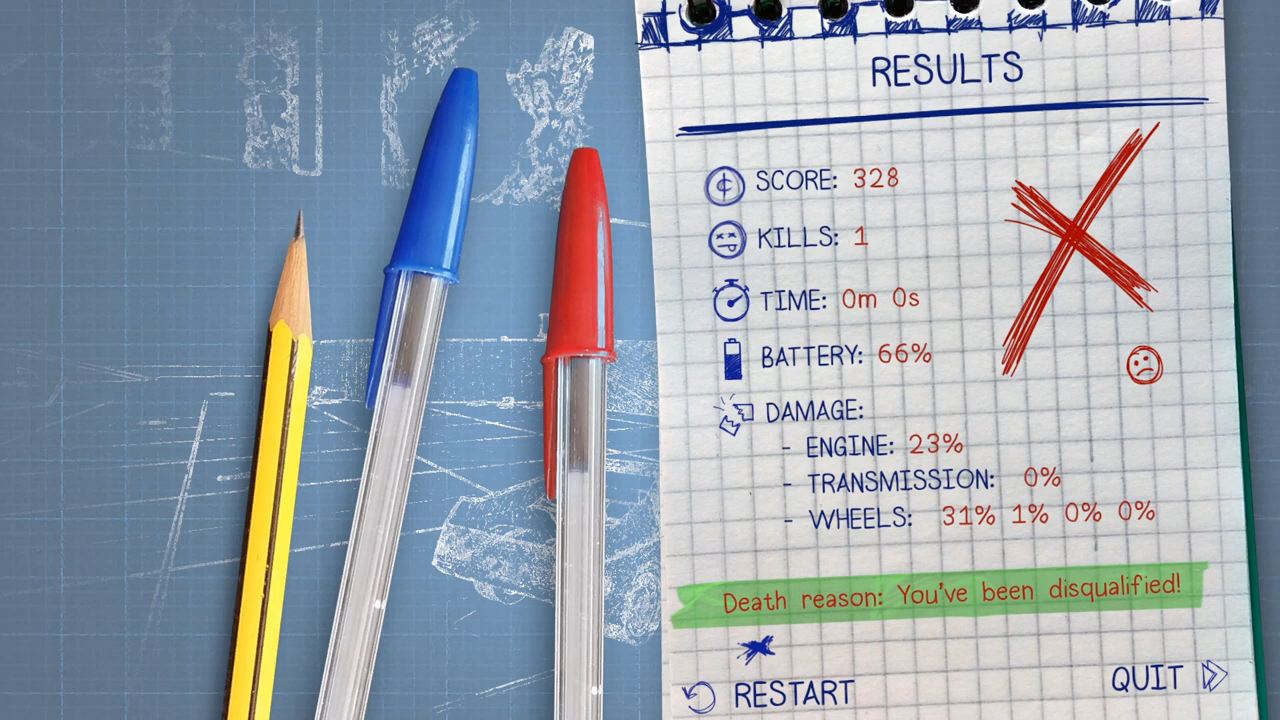 RESULTS
SCORE: 328
KILLS: 1
TIME: 0m 0s
BATTERY: 66%
DAMAGE:
- ENGINE: 23%
- TRANSMISSION: 0%
- WHEELS: 31% 1% 0% 0%
Death reason: You've been disqualified!
RESTART
QUIT